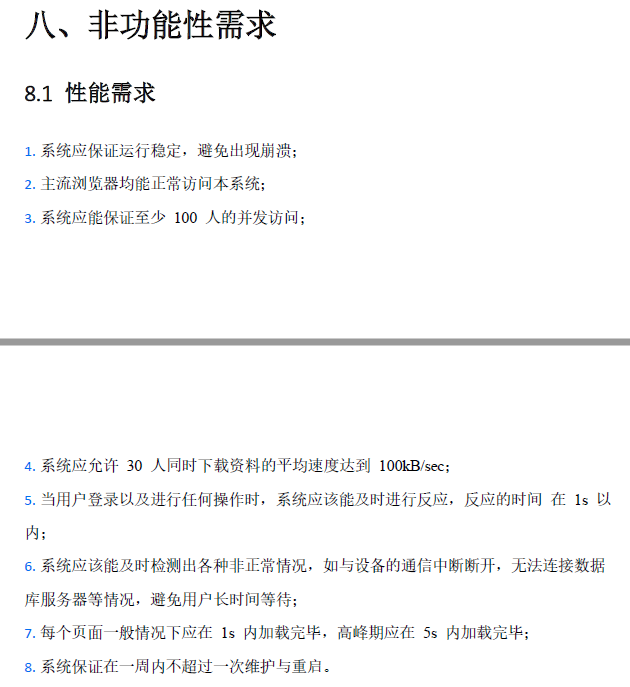 八、非功能性需求
8.1 性能需求
1. 系统应保证运行稳定，避免出现崩溃；
2. 主流浏览器均能正常访问本系统；
3. 系统应能保证至少 100 人的并发访问；
4. 系统应允许 30 人同时下载资料的平均速度达到 100kB/sec；
5. 当用户登录以及进行任何操作时，系统应该能及时进行反应，反应的时间 在 1s 以
内；
6. 系统应该能及时检测出各种非正常情况，如与设备的通信中断断开，无法连接数据
库服务器等情况，避免用户长时间等待；
7. 每个页面一般情况下应在 1s 内加载完毕，高峰期应在 5s 内加载完毕；
8. 系统保证在一周内不超过一次维护与重启。